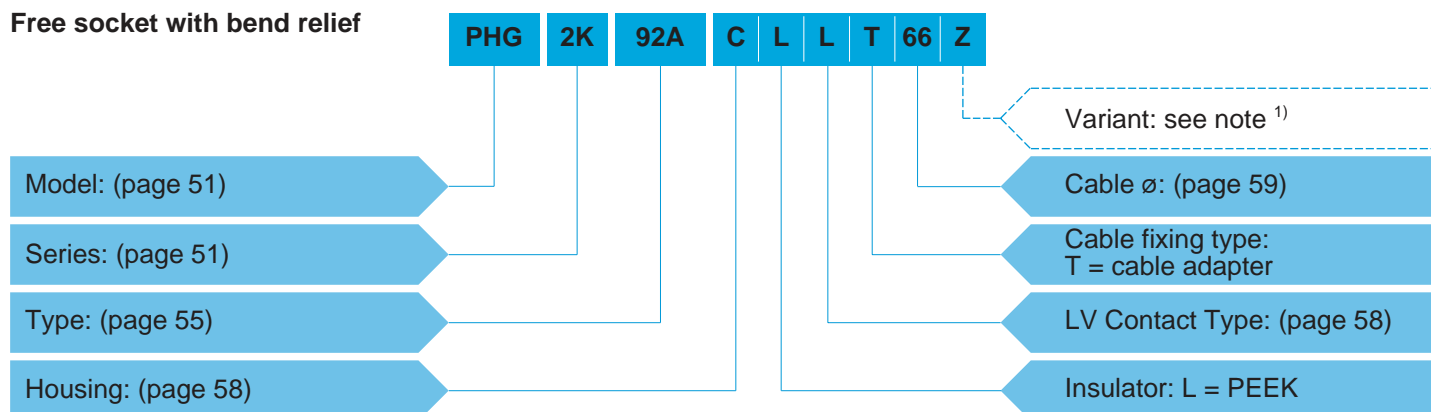 Free socket with bend relief
PHG 2K 92A C L L T 66 Z
Variant: see note 1)
Model: (page 51)
Cable ø: (page 59)
Series: (page 51)
Cable fixing type:
T = cable adapter
Type: (page 55)
LV Contact Type: (page 58)
Housing: (page 58)
Insulator: L = PEEK